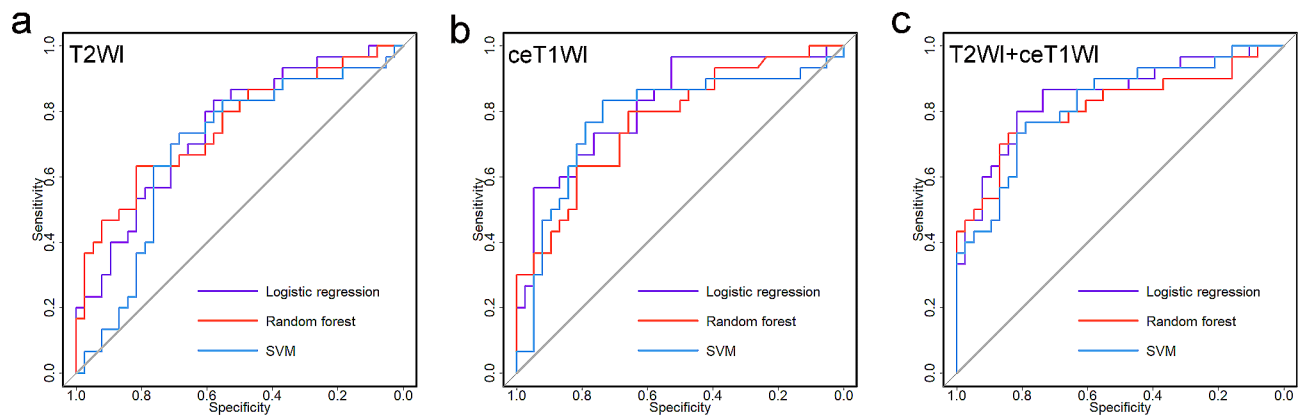 a
T2WI
Sensitivity
0.0 0.2 0.4 0.6 0.8 1.0
Logistic regression
Random forest
SVM
1.0 0.8 0.6 0.4 0.2 0.0
Specificity
b
ceT1WI
Sensitivity
0.0 0.2 0.4 0.6 0.8 1.0
Logistic regression
Random forest
SVM
1.0 0.8 0.6 0.4 0.2 0.0
Specificity
c
T2WI+ceT1WI
Sensitivity
0.0 0.2 0.4 0.6 0.8 1.0
Logistic regression
Random forest
SVM
1.0 0.8 0.6 0.4 0.2 0.0
Specificity